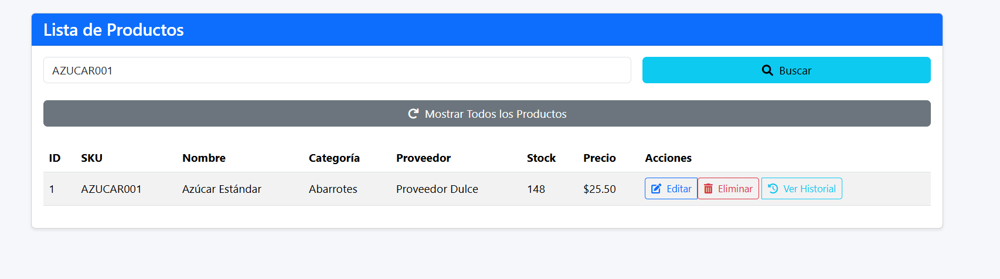 Lista de Productos
AZUCAR001 Buscar
Mostrar Todos los Productos
ID SKU Nombre Categoría Proveedor Stock Precio Acciones
1 AZUCAR001 Azúcar Estándar Abarrotes Proveedor Dulce 148 $25.50 Editar Eliminar Ver Historial